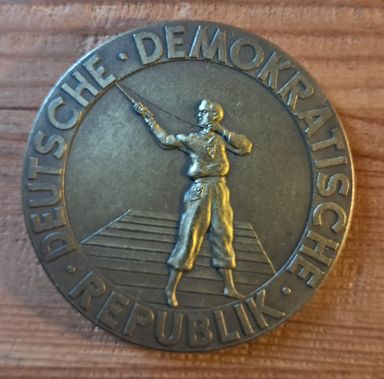 · DEUTSCHE · DEMOKRATISCHE · REPUBLIK